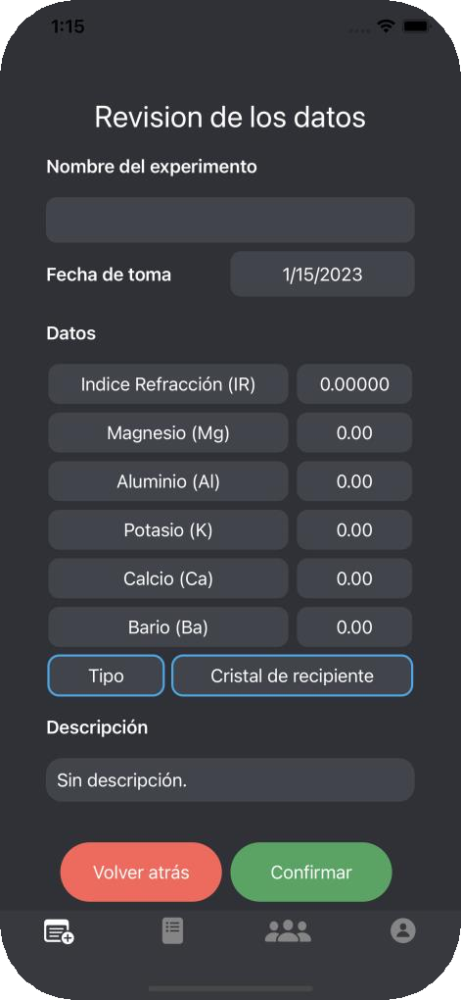 1:15
Revision de los datos
Nombre del experimento
Fecha de toma 1/15/2023
Datos
Indice Refracción (IR) 0.00000
Magnesio (Mg) 0.00
Aluminio (Al) 0.00
Potasio (K) 0.00
Calcio (Ca) 0.00
Bario (Ba) 0.00
Tipo Cristal de recipiente
Descripción
Sin descripción.
Volver atrás Confirmar